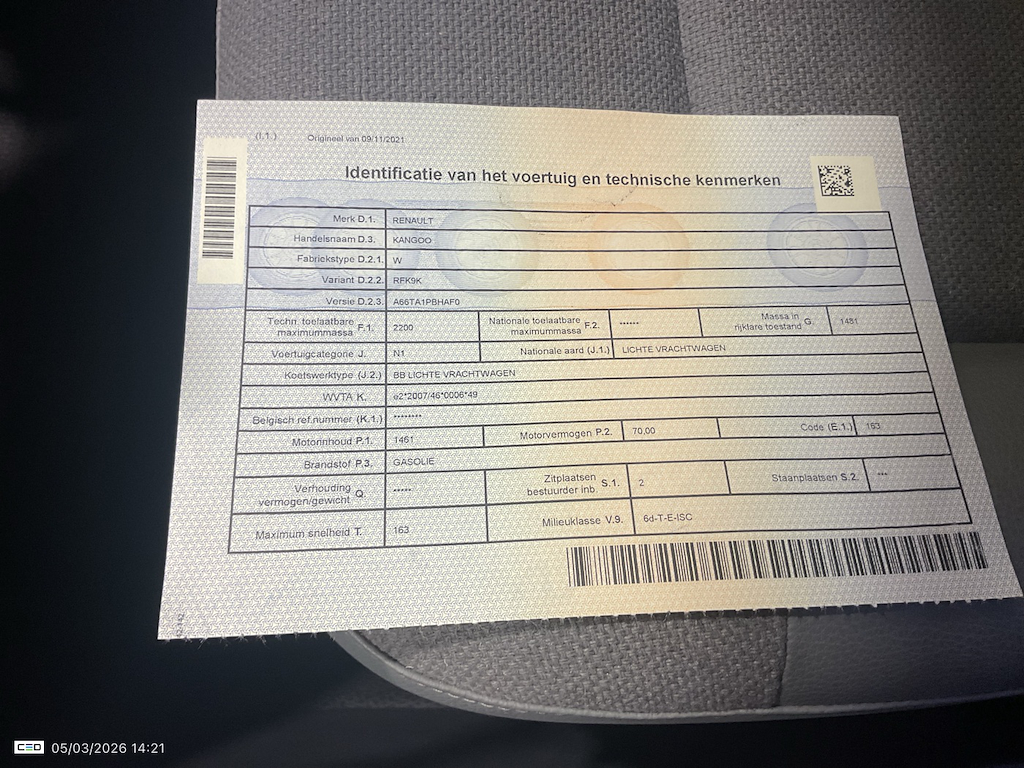 (I.1.) Origineel van 09/11/2021
Identificatie van het voertuig en technische kenmerken
Merk D.1. RENAULT
Handelsnaam D.3. KANGOO
Fabriekstype D.2.1. W
Variant D.2.2. RFK9K
Versie D.2.3. A66TA1PBHAF0
Techn. toelaatbare maximummassa F.1. 2200 Nationale toelaatbare maximummassa F.2. ****** Massa in rijklare toestand G. 1451
Voertuigcategorie J. N1 Nationale aard (J.1.) LICHTE VRACHTWAGEN
Koetswerktype (J.2.) BB LICHTE VRACHTWAGEN
WVTA K. e2*2007/46*0006*49
Belgisch ref.nummer (K.1.) ********
Motorinhoud P.1. 1461 Motorvermogen P.2. 70,00 Code (E.1.) 163
Brandstof P.3. GASOLIE
Verhouding vermogen/gewicht Q. ***** Zitplaatsen bestuurder inb. S.1. 2 Staanplaatsen S.2. ***
Maximum snelheid T. 163 Milieuklasse V.9. 6d-T-E-ISC
CEO 05/03/2026 14:21